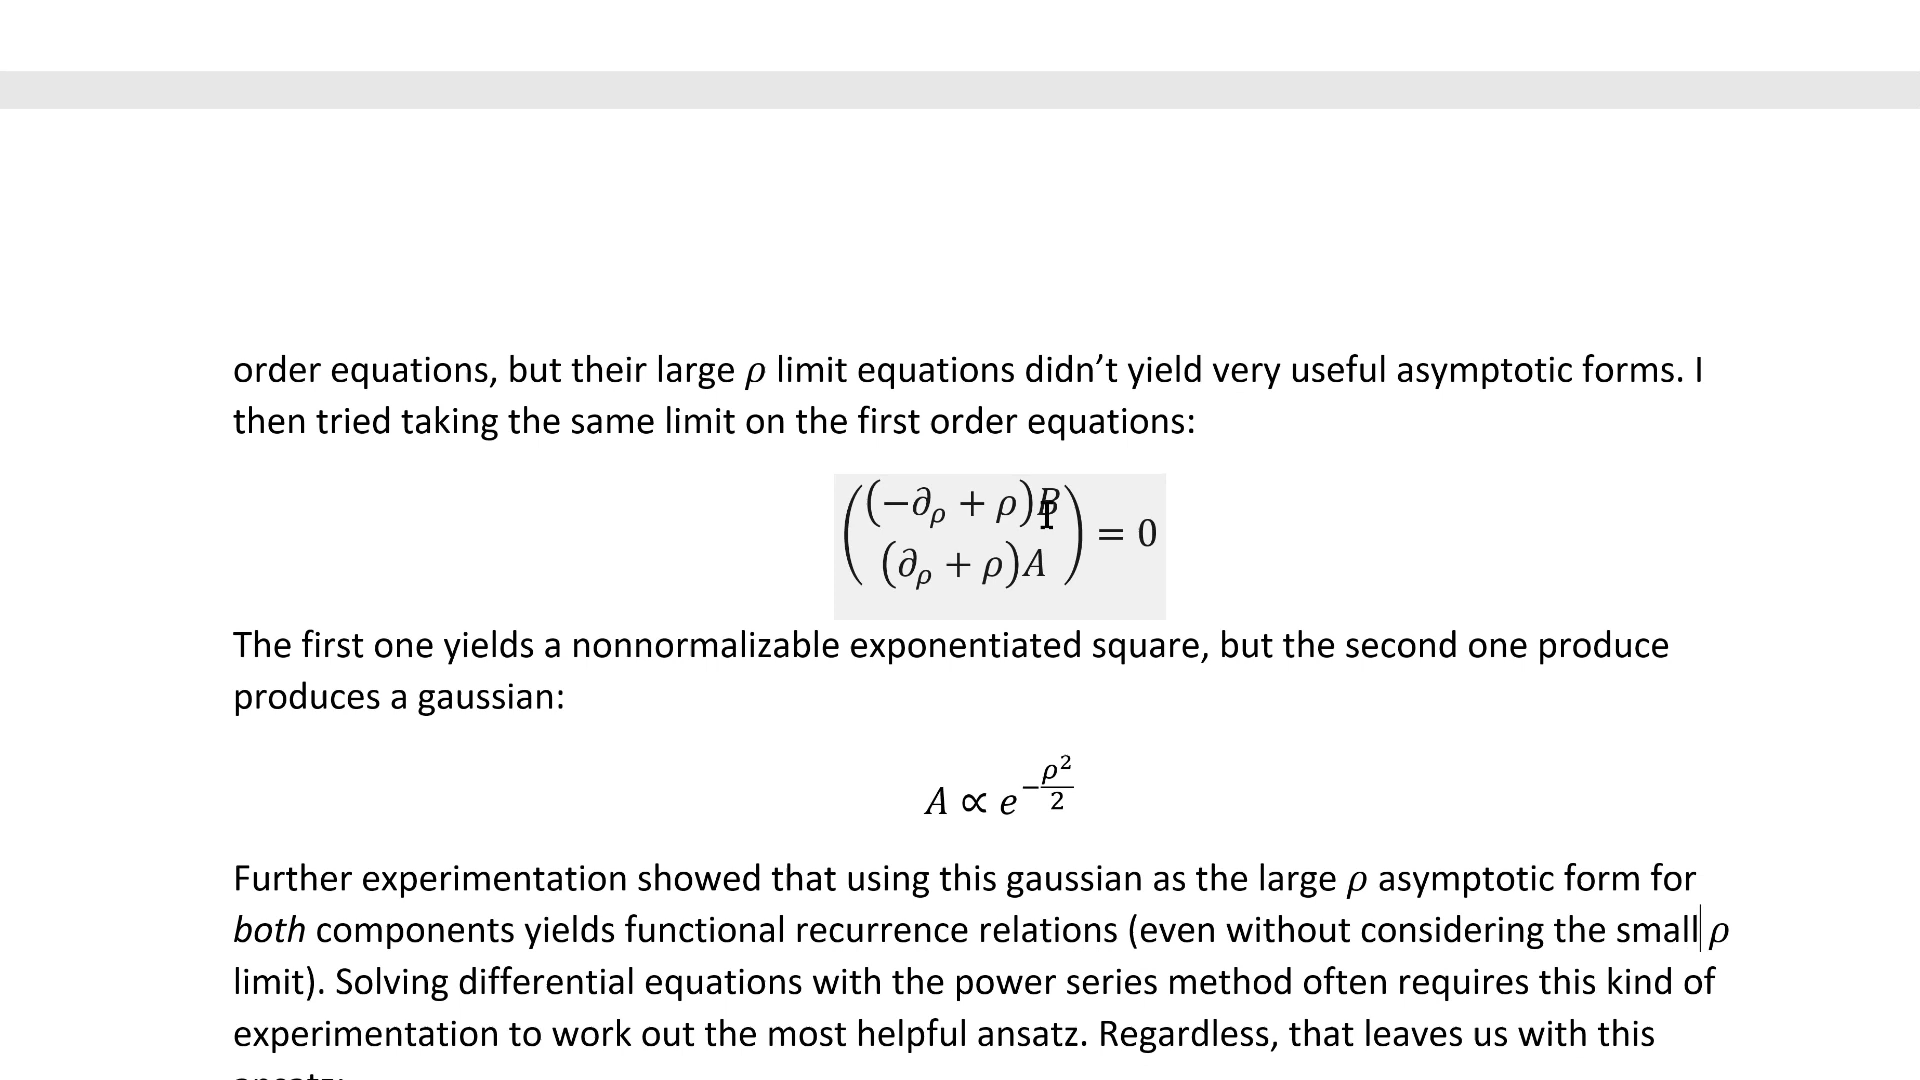 order equations, but their large ρ limit equations didn’t yield very useful asymptotic forms. I
then tried taking the same limit on the first order equations:
((−∂ρ + ρ)B
(∂ρ + ρ)A) = 0
The first one yields a nonnormalizable exponentiated square, but the second one produce
produces a gaussian:
A ∝ e^(−ρ²/2)
Further experimentation showed that using this gaussian as the large ρ asymptotic form for
both components yields functional recurrence relations (even without considering the small ρ
limit). Solving differential equations with the power series method often requires this kind of
experimentation to work out the most helpful ansatz. Regardless, that leaves us with this